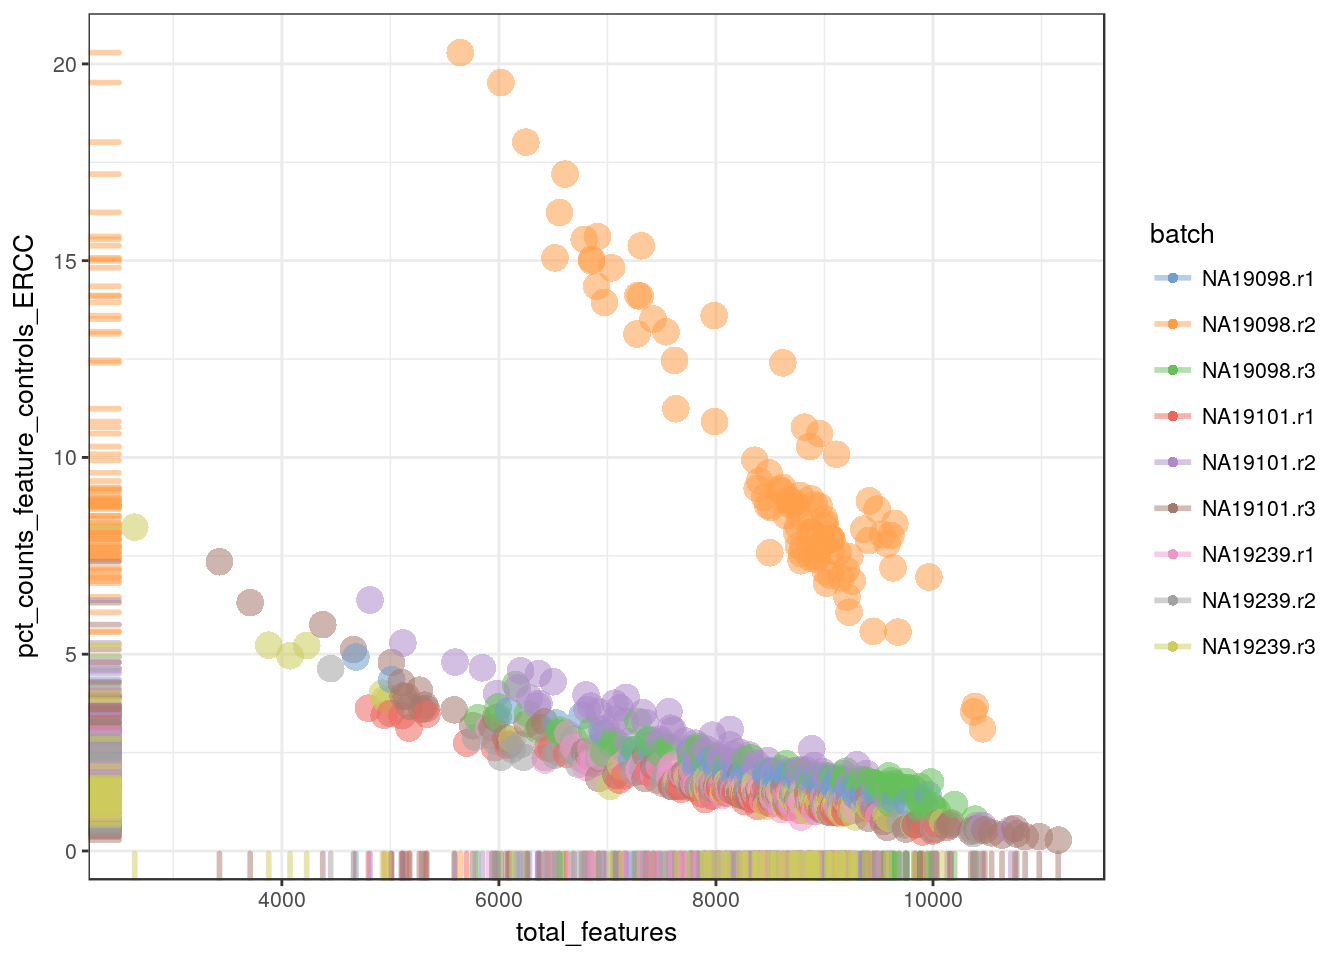 20
15
10
5
0
pct_counts_feature_controls_ERCC
4000
6000
8000
10000
total_features
batch
NA19098.r1
NA19098.r2
NA19098.r3
NA19101.r1
NA19101.r2
NA19101.r3
NA19239.r1
NA19239.r2
NA19239.r3